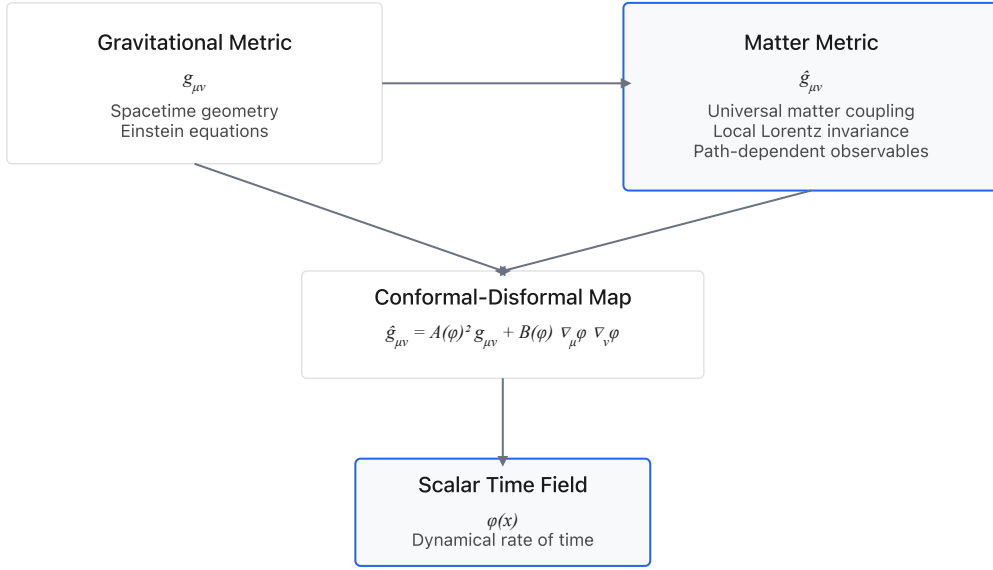 Gravitational Metric
g_μν
Spacetime geometry
Einstein equations
Matter Metric
ĝ_μν
Universal matter coupling
Local Lorentz invariance
Path-dependent observables
Conformal-Disformal Map
ĝ_μν = A(φ)² g_μν + B(φ) ∇_μφ ∇_νφ
Scalar Time Field
φ(x)
Dynamical rate of time